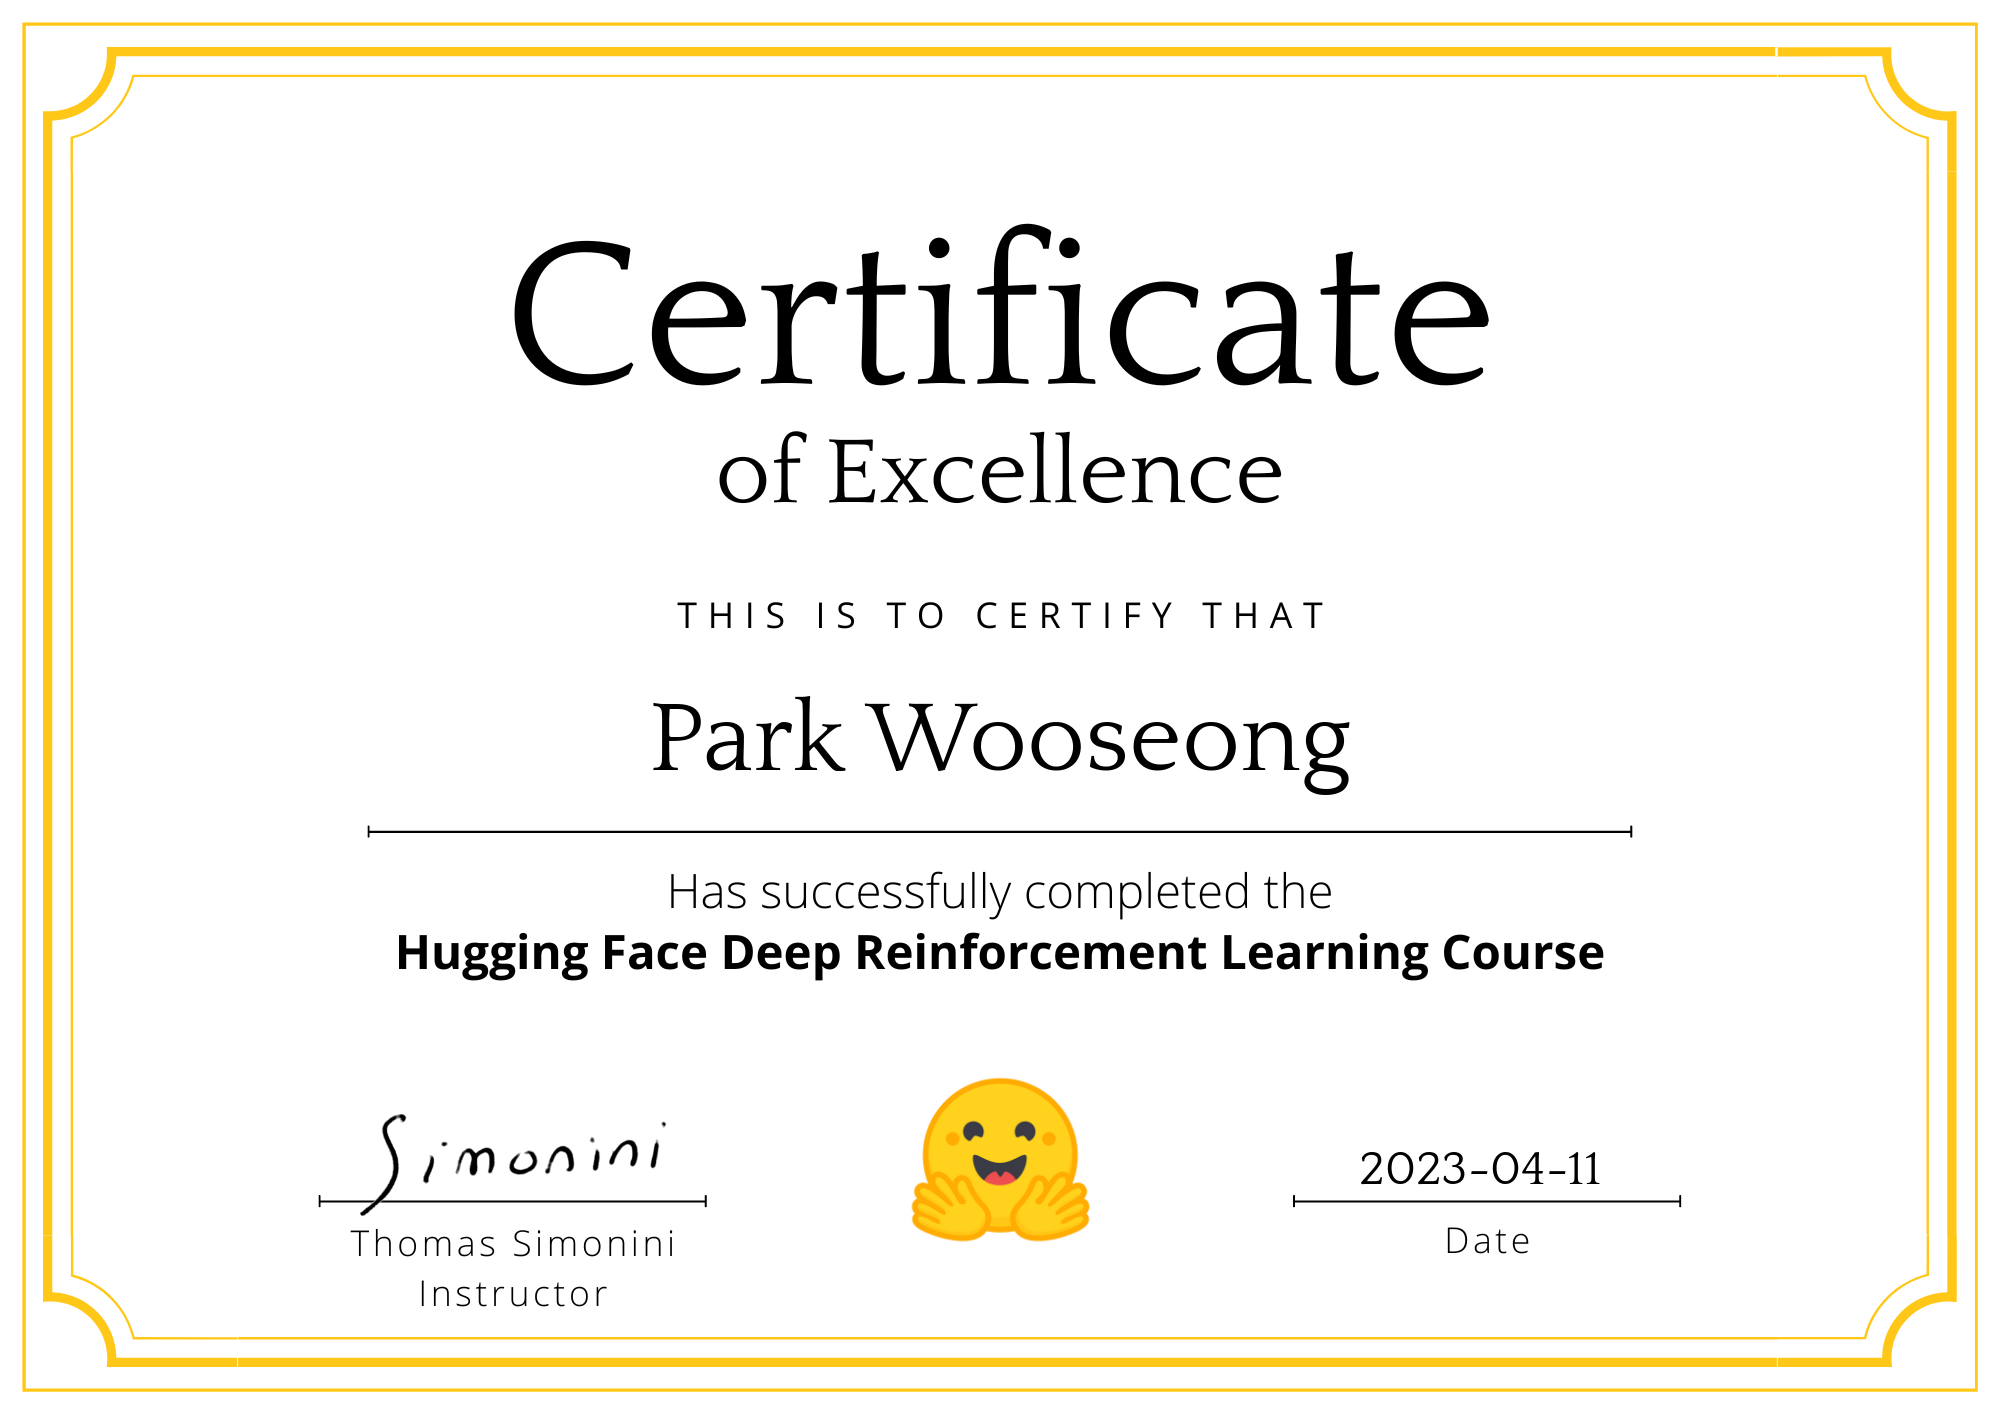 Certificate
of Excellence
THIS IS TO CERTIFY THAT
Park Wooseong
Has successfully completed the
Hugging Face Deep Reinforcement Learning Course
Simonini
Thomas Simonini
Instructor
2023-04-11
Date